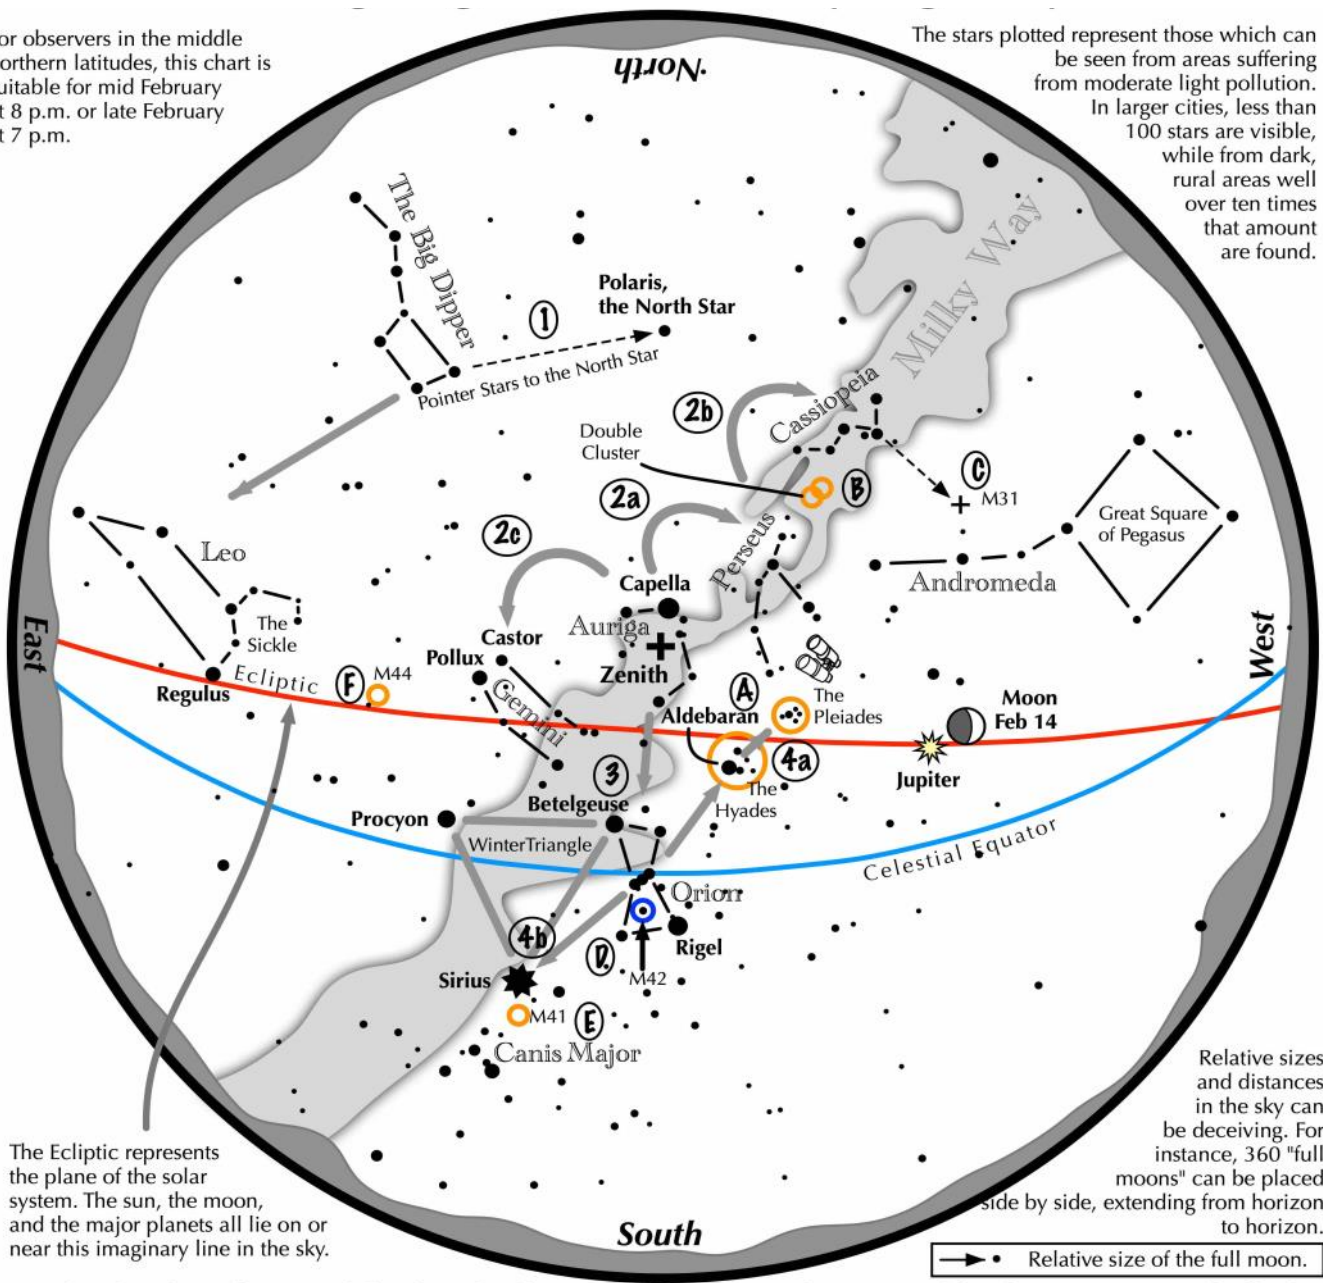 or observers in the middle
orthern latitudes, this chart is
uitable for mid February
t 8 p.m. or late February
t 7 p.m.
The stars plotted represent those which can
be seen from areas suffering
from moderate light pollution.
In larger cities, less than
100 stars are visible,
while from dark,
rural areas well
over ten times
that amount
are found.
North
The Big Dipper
Milky Way
Polaris,
the North Star
1
Pointer Stars to the North Star
2b
Cassiopeia
Double
Cluster
B
C
M31
2a
2c
Great Square
of Pegasus
Leo
Perseus
Andromeda
Capella
The
Sickle
Auriga
East
West
Castor
Pollux
Zenith
Regulus
Ecliptic
F
M44
Gemini
A
The
Pleiades
Moon
Feb 14
Aldebaran
4a
Jupiter
3
The
Hyades
Betelgeuse
Procyon
WinterTriangle
Celestial Equator
Orion
4b
D.
Rigel
Sirius
M42
M41
E
Canis Major
The Ecliptic represents
the plane of the solar
system. The sun, the moon,
and the major planets all lie on or
near this imaginary line in the sky.
South
Relative sizes
and distances
in the sky can
be deceiving. For
instance, 360 "full
moons" can be placed
side by side, extending from horizon
to horizon.
Relative size of the full moon.